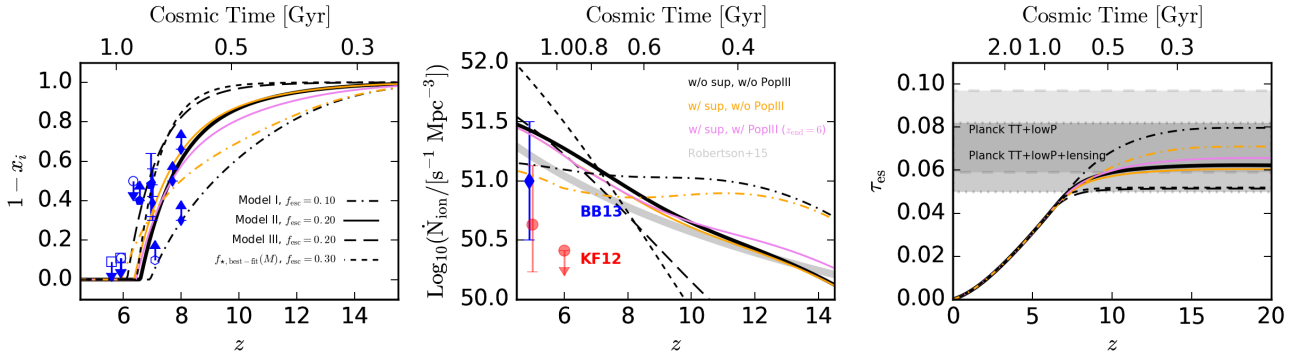 Cosmic Time [Gyr]
1.0 0.5 0.3
1.0
0.8
0.6
0.4
0.2
0.0
1 − x_i
Model I, f_esc = 0.10
Model II, f_esc = 0.20
Model III, f_esc = 0.20
f_⋆,best−fit(M), f_esc = 0.30
6 8 10 12 14
z
Cosmic Time [Gyr]
1.00 0.8 0.6 0.4
52.0
51.5
51.0
50.5
50.0
Log10(Ṅ_ion/[s⁻¹ Mpc⁻³])
w/o sup, w/o PopIII
w/ sup, w/o PopIII
w/ sup, w/ PopIII (z_end = 6)
Robertson+15
BB13
KF12
6 8 10 12 14
z
Cosmic Time [Gyr]
2.0 1.0 0.5 0.3
0.10
0.08
0.06
0.04
0.02
0.00
τ_es
Planck TT+lowP
Planck TT+lowP+lensing
0 5 10 15 20
z